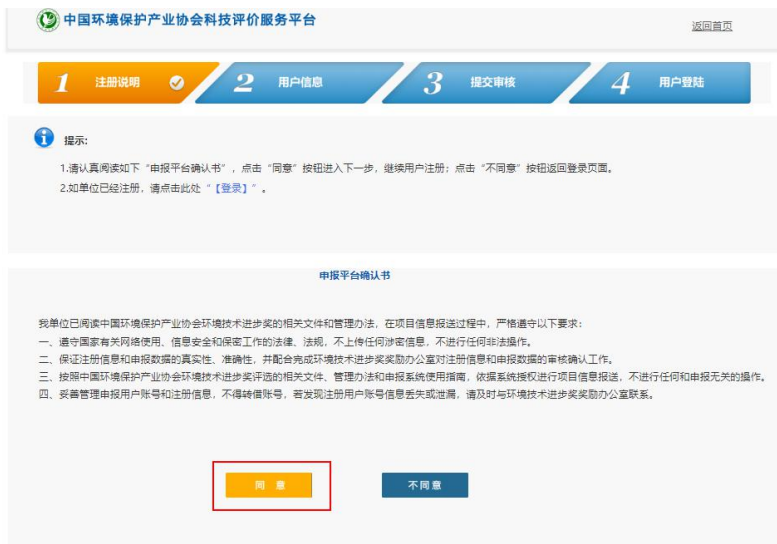 中国环境保护产业协会科技评价服务平台
返回首页
1 注册说明 2 用户信息 3 提交审核 4 用户登陆
提示:
1.请认真阅读如下“申报平台确认书”，点击“同意”按钮进入下一步，继续用户注册；点击“不同意”按钮返回登录页面。
2.如单位已经注册，请点击此处“【登录】”。
申报平台确认书
我单位已阅读中国环境保护产业协会环境技术进步奖的相关文件和管理办法，在项目信息报送过程中，严格遵守以下要求：
一、遵守国家有关网络使用、信息安全和保密工作的法律、法规，不上传任何涉密信息，不进行任何非法操作。
二、保证注册信息和申报数据的真实性、准确性，并配合完成环境技术进步奖奖励办公室对注册信息和申报数据的审核确认工作。
三、按照中国环境保护产业协会环境技术进步奖评选的相关文件、管理办法和申报系统使用指南，依据系统授权进行项目信息报送，不进行任何和申报无关的操作。
四、妥善管理申报用户账号和注册信息，不得转借账号，若发现注册用户账号信息丢失或泄漏，请及时与环境技术进步奖奖励办公室联系。
同 意 不同意